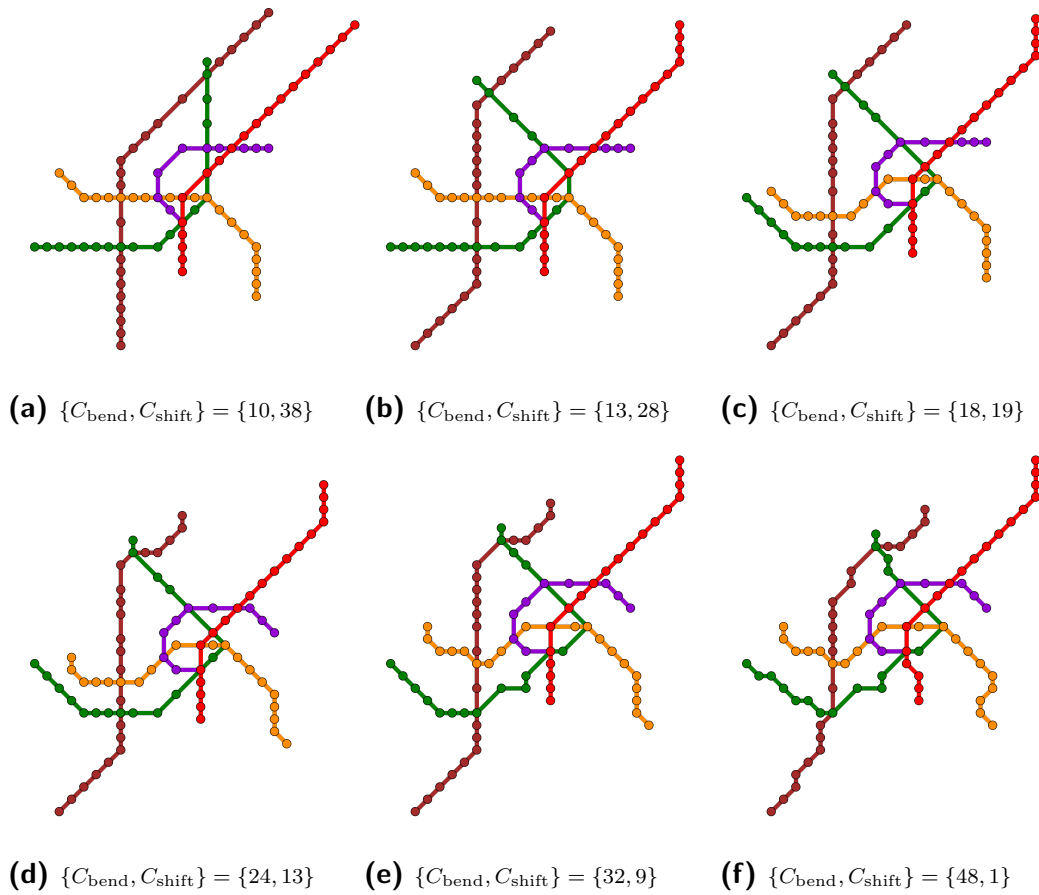 (a) {C_bend, C_shift} = {10, 38}
(b) {C_bend, C_shift} = {13, 28}
(c) {C_bend, C_shift} = {18, 19}
(d) {C_bend, C_shift} = {24, 13}
(e) {C_bend, C_shift} = {32, 9}
(f) {C_bend, C_shift} = {48, 1}